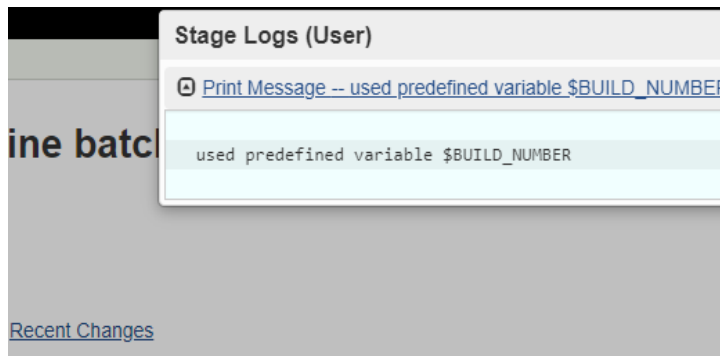 Stage Logs (User)
Print Message -- used predefined variable $BUILD_NUMBER
ine batc
used predefined variable $BUILD_NUMBER
Recent Changes